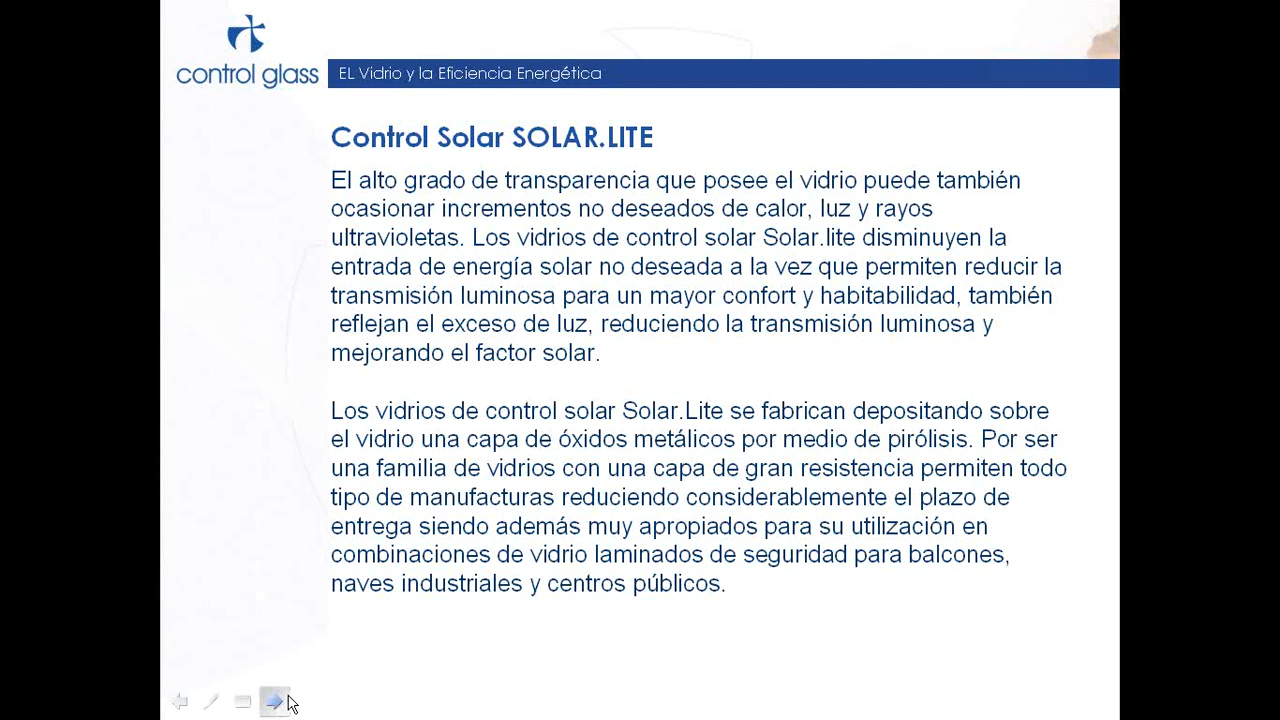 control glass
EL Vidrio y la Eficiencia Energética
Control Solar SOLAR.LITE
El alto grado de transparencia que posee el vidrio puede también
ocasionar incrementos no deseados de calor, luz y rayos
ultravioletas. Los vidrios de control solar Solar.lite disminuyen la
entrada de energía solar no deseada a la vez que permiten reducir la
transmisión luminosa para un mayor confort y habitabilidad, también
reflejan el exceso de luz, reduciendo la transmisión luminosa y
mejorando el factor solar.
Los vidrios de control solar Solar.Lite se fabrican depositando sobre
el vidrio una capa de óxidos metálicos por medio de pirólisis. Por ser
una familia de vidrios con una capa de gran resistencia permiten todo
tipo de manufacturas reduciendo considerablemente el plazo de
entrega siendo además muy apropiados para su utilización en
combinaciones de vidrio laminados de seguridad para balcones,
naves industriales y centros públicos.